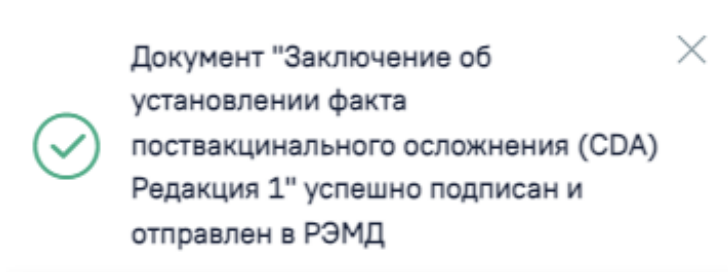 Документ "Заключение об
установлении факта
поствакцинального осложнения (CDA)
Редакция 1" успешно подписан и
отправлен в РЭМД